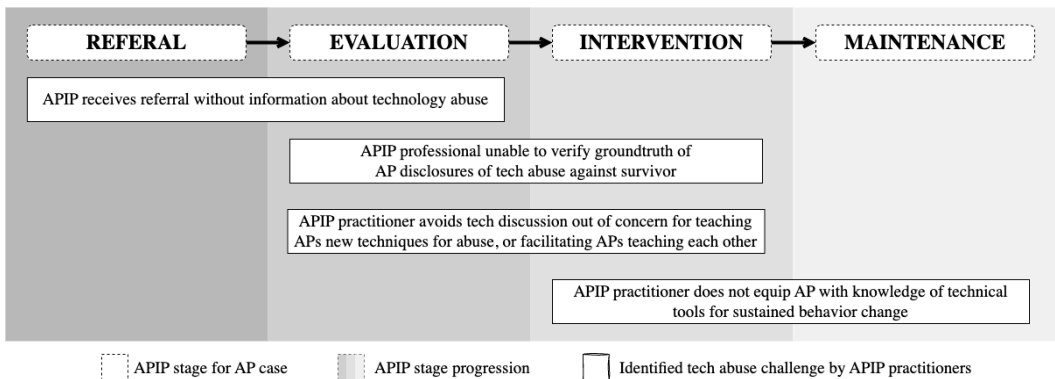 REFERAL
EVALUATION
INTERVENTION
MAINTENANCE
APIP receives referral without information about technology abuse
APIP professional unable to verify groundtruth of
AP disclosures of tech abuse against survivor
APIP practitioner avoids tech discussion out of concern for teaching
APs new techniques for abuse, or facilitating APs teaching each other
APIP practitioner does not equip AP with knowledge of technical
tools for sustained behavior change
APIP stage for AP case
APIP stage progression
Identified tech abuse challenge by APIP practitioners